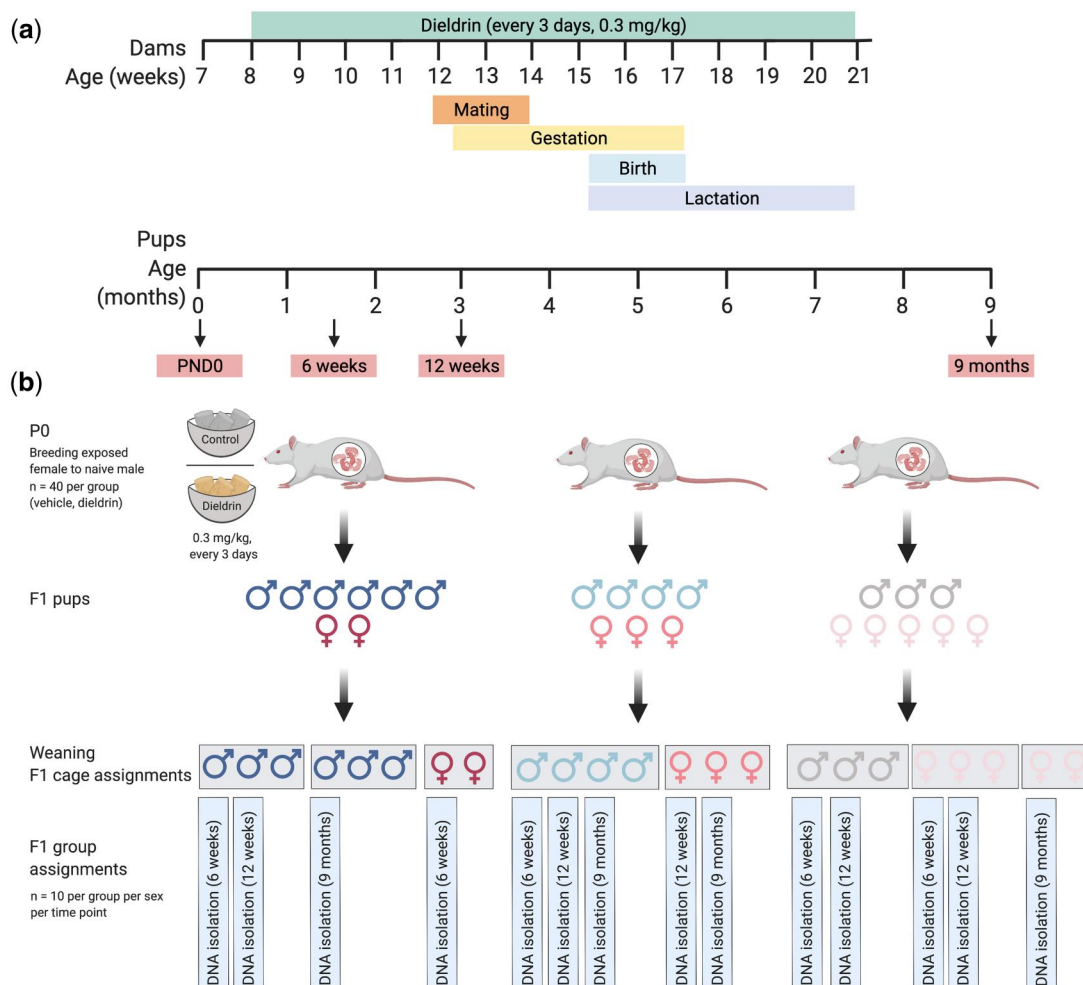 (a)
Dieldrin (every 3 days, 0.3 mg/kg)
Dams
Age (weeks)
7 8 9 10 11 12 13 14 15 16 17 18 19 20 21
Mating
Gestation
Birth
Lactation
Pups
Age
(months)
0 1 2 3 4 5 6 7 8 9
PND0 6 weeks 12 weeks 9 months
(b)
P0
Breeding exposed
female to naive male
n = 40 per group
(vehicle, dieldrin)
Control
Dieldrin
0.3 mg/kg,
every 3 days
F1 pups
Weaning
F1 cage assignments
F1 group
assignments
n = 10 per group per sex
per time point
DNA isolation (6 weeks)
DNA isolation (12 weeks)
DNA isolation (9 months)
DNA isolation (6 weeks)
DNA isolation (6 weeks)
DNA isolation (12 weeks)
DNA isolation (9 months)
DNA isolation (12 weeks)
DNA isolation (9 months)
DNA isolation (6 weeks)
DNA isolation (12 weeks)
DNA isolation (6 weeks)
DNA isolation (12 weeks)
DNA isolation (9 months)